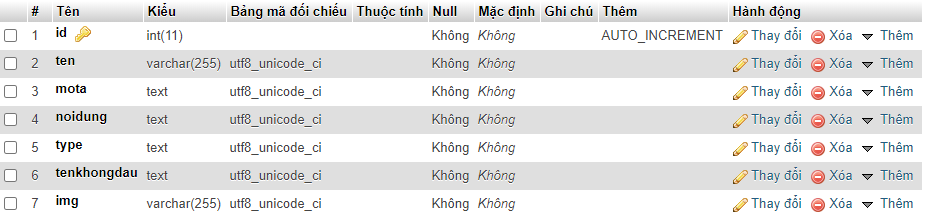 # Tên Kiểu Bảng mã đối chiếu Thuộc tính Null Mặc định Ghi chú Thêm Hành động
1 id int(11) Không Không AUTO_INCREMENT Thay đổi Xóa Thêm
2 ten varchar(255) utf8_unicode_ci Không Không Thay đổi Xóa Thêm
3 mota text utf8_unicode_ci Không Không Thay đổi Xóa Thêm
4 noidung text utf8_unicode_ci Không Không Thay đổi Xóa Thêm
5 type text utf8_unicode_ci Không Không Thay đổi Xóa Thêm
6 tenkhongdau text utf8_unicode_ci Không Không Thay đổi Xóa Thêm
7 img varchar(255) utf8_unicode_ci Không Không Thay đổi Xóa Thêm